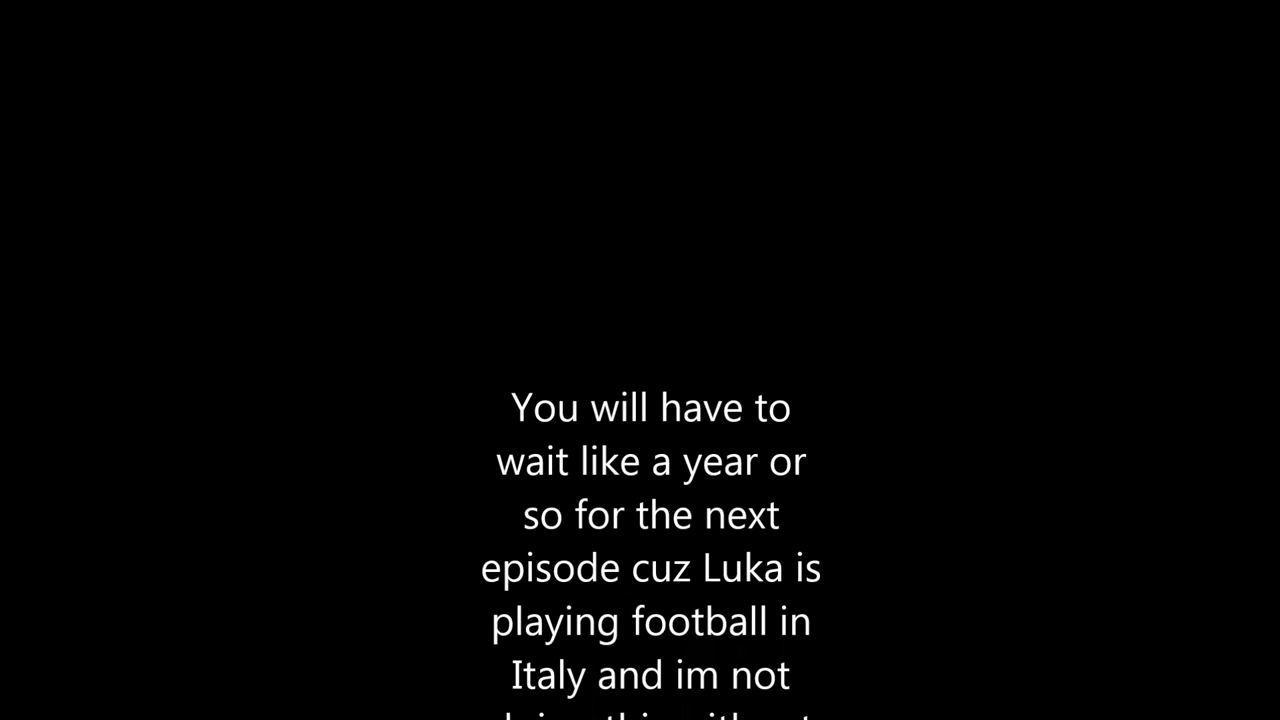 You will have to
wait like a year or
so for the next
episode cuz Luka is
playing football in
Italy and im not